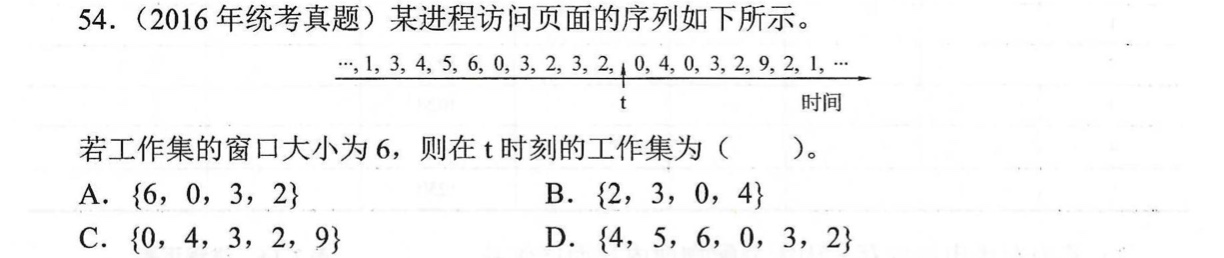 54.（2016 年统考真题）某进程访问页面的序列如下所示。
…, 1, 3, 4, 5, 6, 0, 3, 2, 3, 2, 0, 4, 0, 3, 2, 9, 2, 1, …
t 时间
若工作集的窗口大小为 6，则在 t 时刻的工作集为（　　）。
A. {6，0，3，2} B. {2，3，0，4}
C. {0，4，3，2，9} D. {4，5，6，0，3，2}